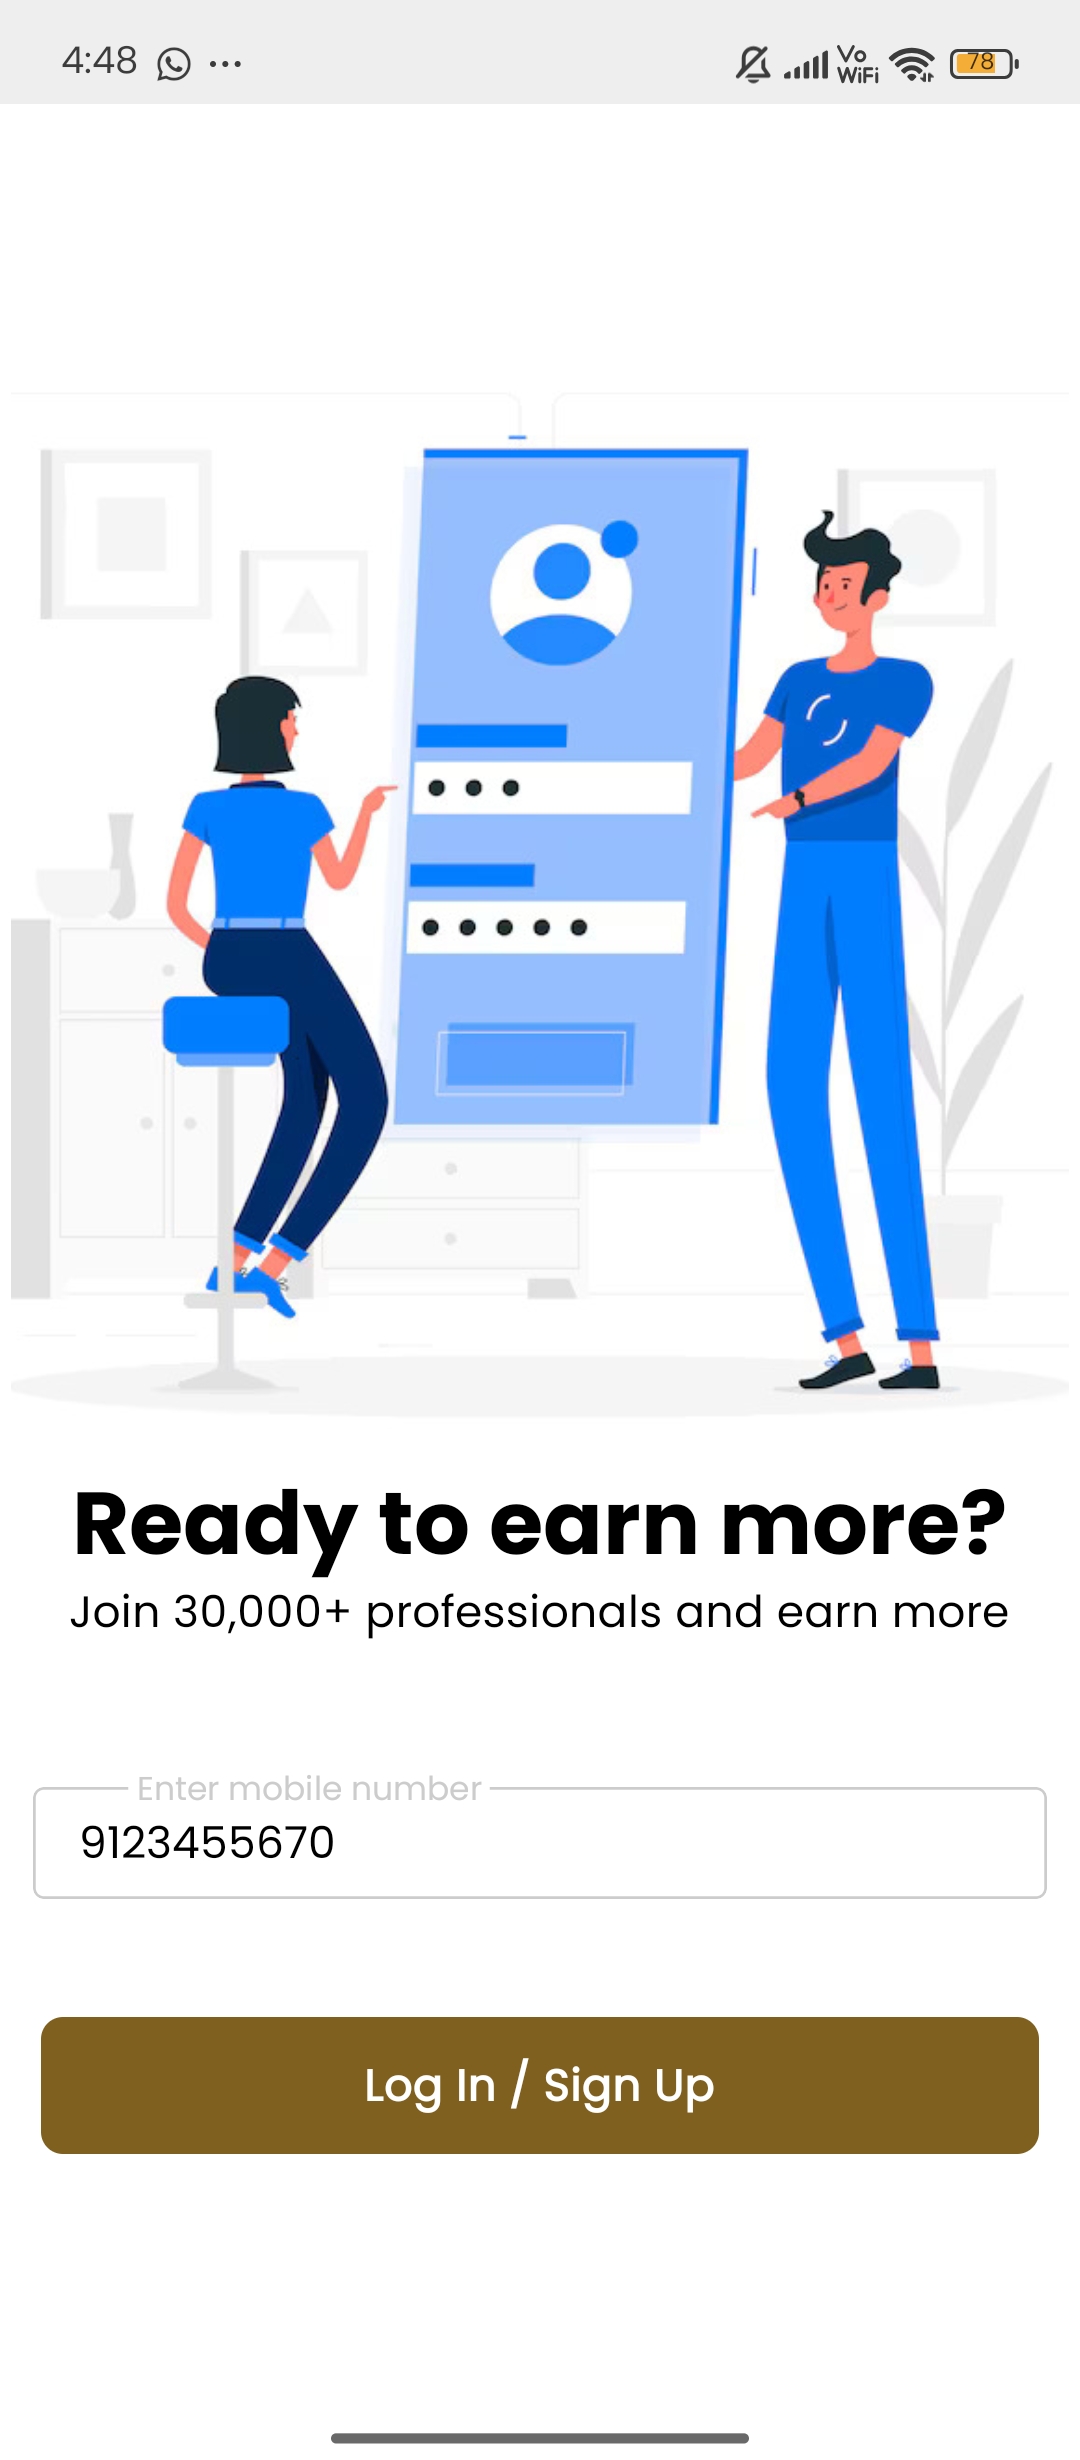 4:48
Vo
WiFi
78
Ready to earn more?
Join 30,000+ professionals and earn more
Enter mobile number
9123455670
Log In / Sign Up